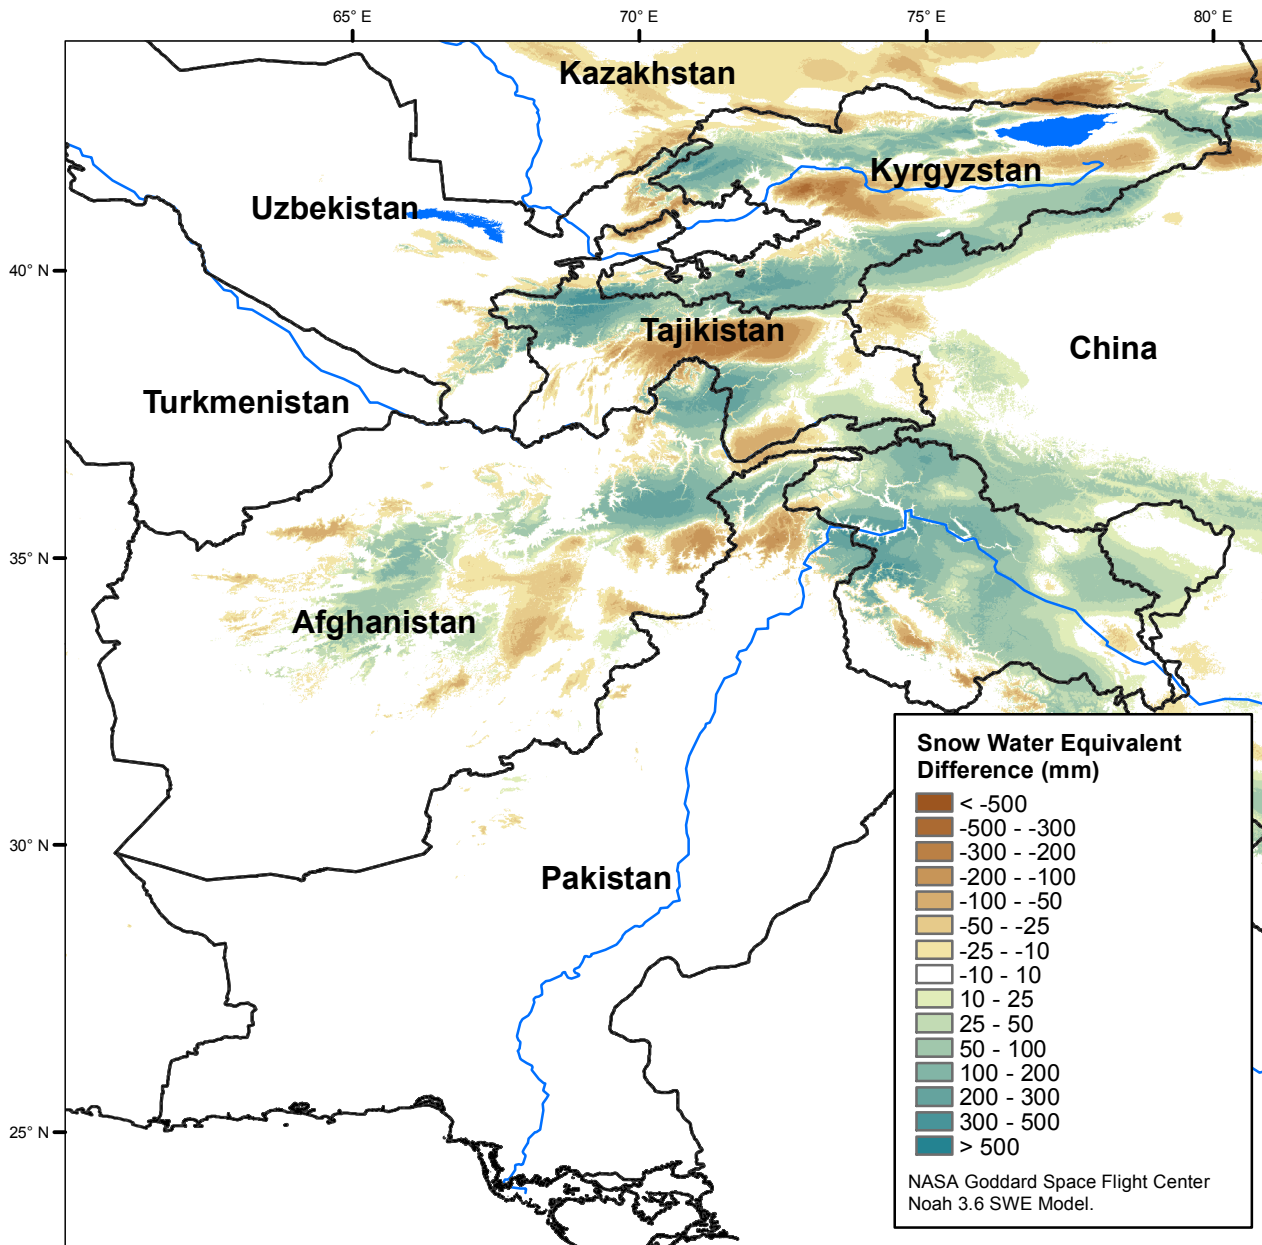 65° E
70° E
75° E
80° E
Kazakhstan
Kyrgyzstan
Uzbekistan
40° N
Tajikistan
China
Turkmenistan
35° N
Afghanistan
30° N
Pakistan
25° N
Snow Water Equivalent
Difference (mm)
< -500
-500 - -300
-300 - -200
-200 - -100
-100 - -50
-50 - -25
-25 - -10
-10 - 10
10 - 25
25 - 50
50 - 100
100 - 200
200 - 300
300 - 500
> 500
NASA Goddard Space Flight Center
Noah 3.6 SWE Model.